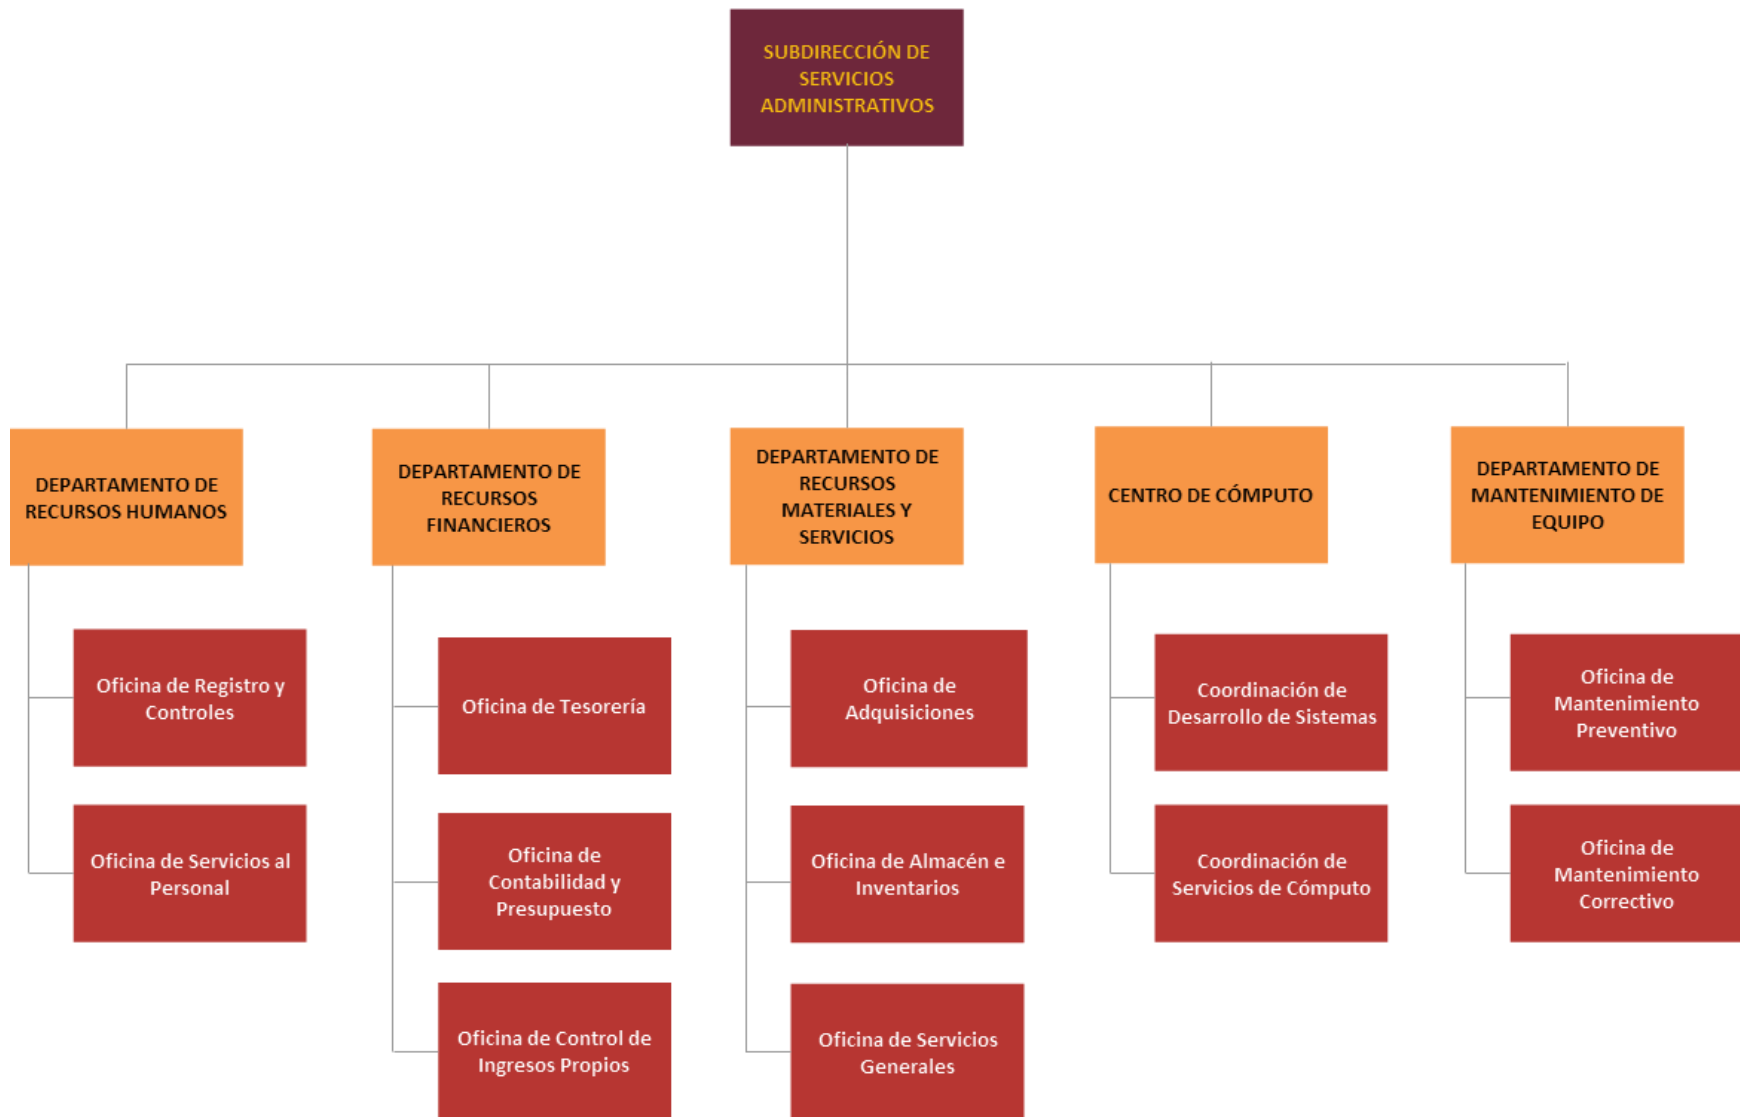 SUBDIRECCIÓN DE
SERVICIOS
ADMINISTRATIVOS
DEPARTAMENTO DE
RECURSOS HUMANOS
DEPARTAMENTO DE
RECURSOS
FINANCIEROS
DEPARTAMENTO DE
RECURSOS
MATERIALES Y
SERVICIOS
CENTRO DE CÓMPUTO
DEPARTAMENTO DE
MANTENIMIENTO DE
EQUIPO
Oficina de Registro y
Controles
Oficina de Tesorería
Oficina de
Adquisiciones
Coordinación de
Desarrollo de Sistemas
Oficina de
Mantenimiento
Preventivo
Oficina de Servicios al
Personal
Oficina de
Contabilidad y
Presupuesto
Oficina de Almacén e
Inventarios
Coordinación de
Servicios de Cómputo
Oficina de
Mantenimiento
Correctivo
Oficina de Control de
Ingresos Propios
Oficina de Servicios
Generales